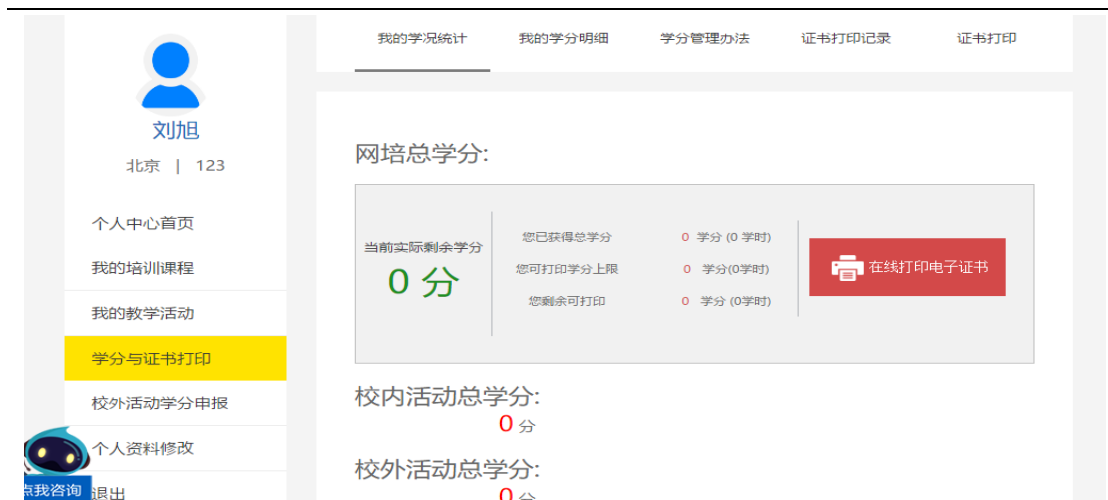 我的学况统计 我的学分明细 学分管理办法 证书打印记录 证书打印
刘旭
北京 | 123
个人中心首页
我的培训课程
我的教学活动
学分与证书打印
校外活动学分申报
个人资料修改
退出
点我咨询
网培总学分:
当前实际剩余学分
0 分
您已获得总学分 0 学分 (0 学时)
您可打印学分上限 0 学分(0学时)
您剩余可打印 0 学分 (0学时)
在线打印电子证书
校内活动总学分:
0 分
校外活动总学分:
0 分